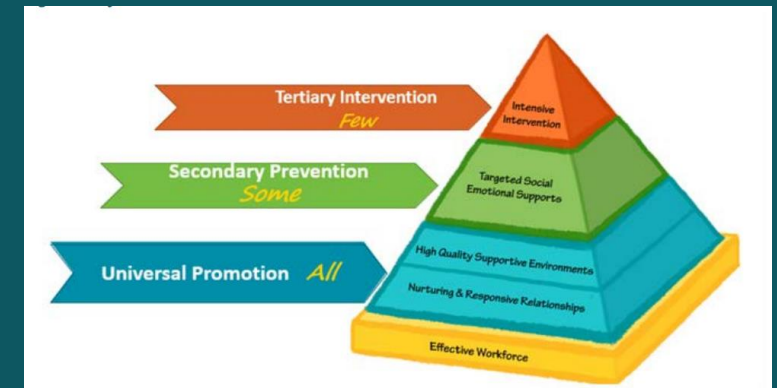 Tertiary Intervention
Few
Intensive
Intervention
Secondary Prevention
Some
Targeted Social
Emotional Supports
Universal Promotion All
High Quality Supportive Environments
Nurturing & Responsive Relationships
Effective Workforce